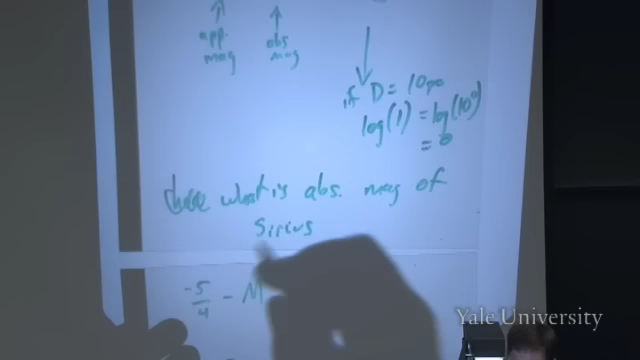 app. mag
abs mag
if D = 10pc
log(1) = log(10⁰)
= 0
what is abs. mag of
Sirius
-5/4 - M
Yale University